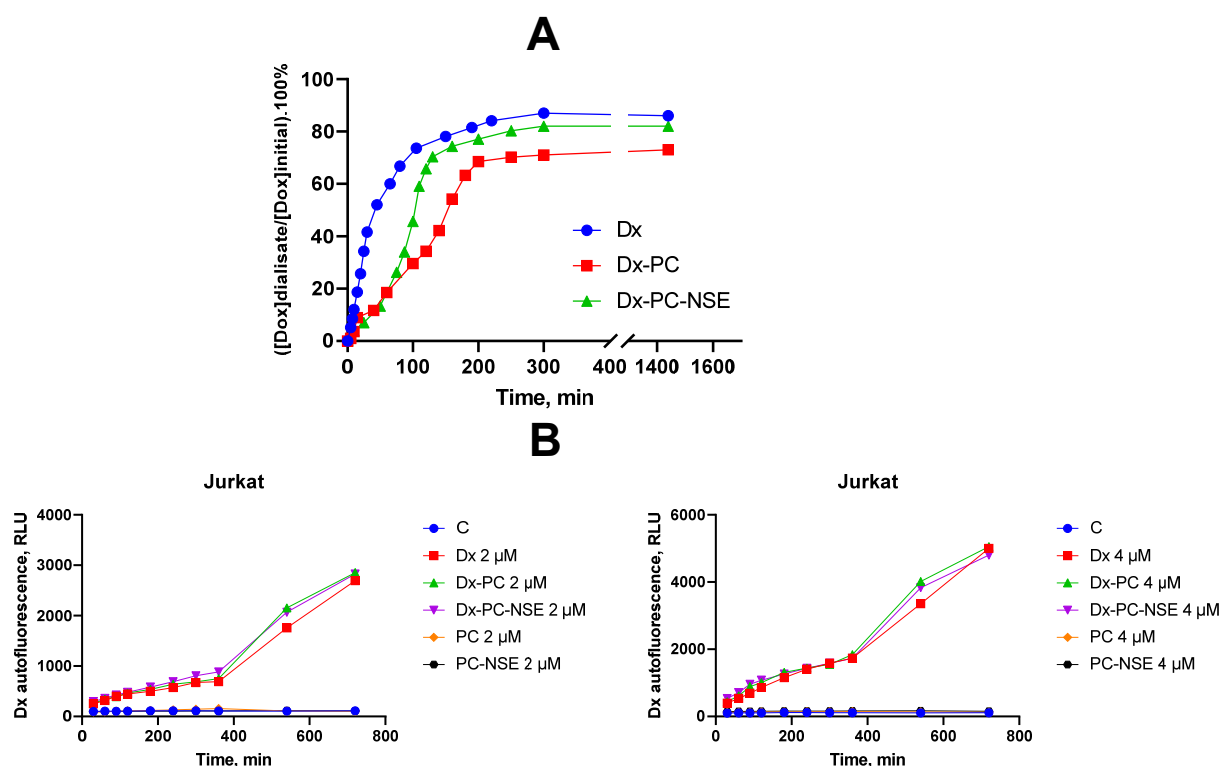 A
([Dox]dialisate/[Dox]initial)·100%
100
80
60
40
20
0
0
100
200
300
400
1400
1600
Time, min
Dx
Dx-PC
Dx-PC-NSE
B
Jurkat
Dx autofluorescence, RLU
4000
3000
2000
1000
0
0
200
400
600
800
Time, min
C
Dx 2 µM
Dx-PC 2 µM
Dx-PC-NSE 2 µM
PC 2 µM
PC-NSE 2 µM
Jurkat
Dx autofluorescence, RLU
6000
4000
2000
0
0
200
400
600
800
Time, min
C
Dx 4 µM
Dx-PC 4 µM
Dx-PC-NSE 4 µM
PC 4 µM
PC-NSE 4 µM